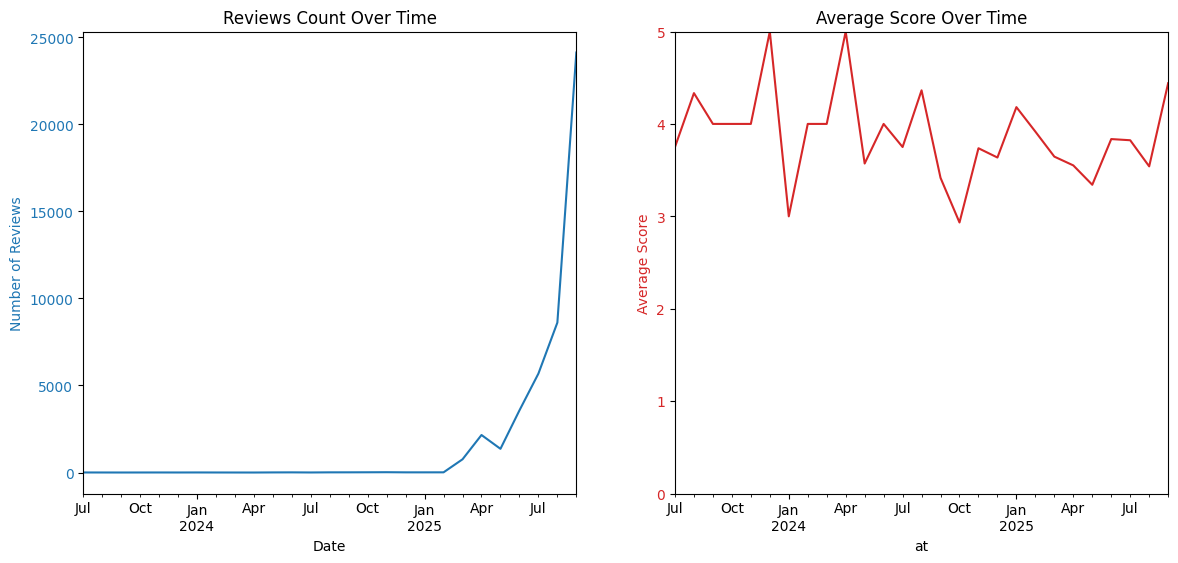 Reviews Count Over Time
25000
20000
15000
10000
5000
0
Number of Reviews
Jul Oct Jan Apr Jul Oct Jan Apr Jul
2024 2025
Date
Average Score Over Time
5
4
3
2
1
0
Average Score
Jul Oct Jan Apr Jul Oct Jan Apr Jul
2024 2025
at